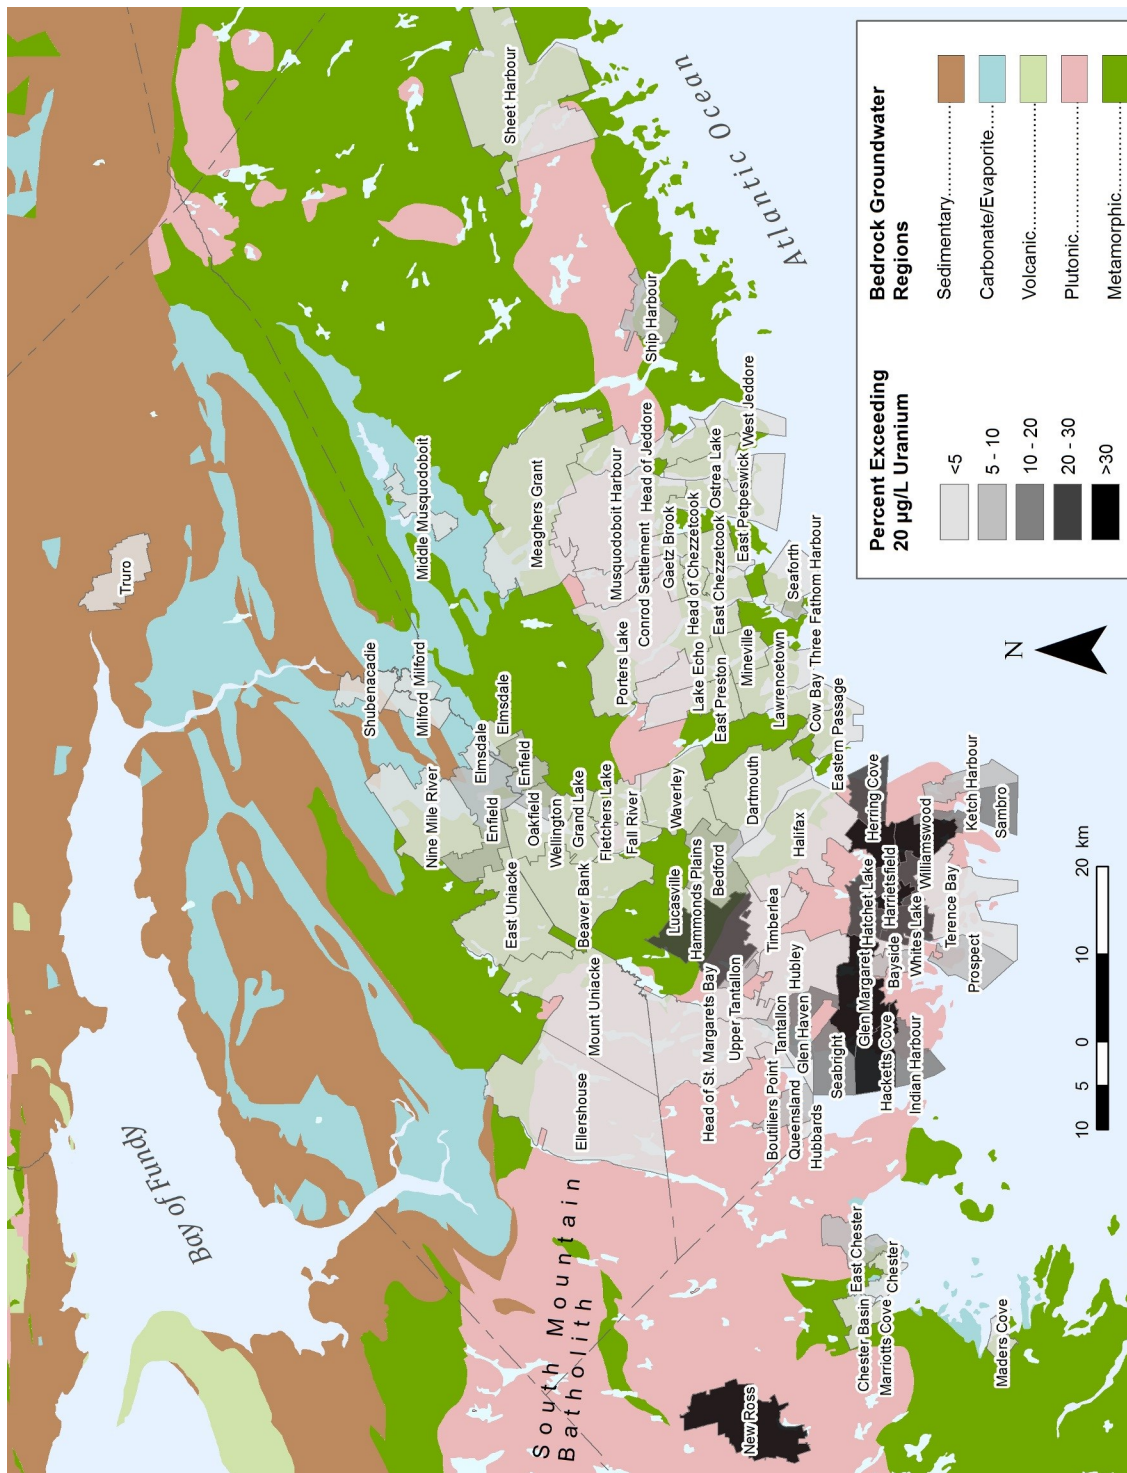 Bay of Fundy
Truro
Shubenacadie
Milford
Milford
Middle Musquodoboit
Nine Mile River
Elmsdale
Elmsdale
Enfield
Enfield
Oakfield
Wellington
Grand Lake
Fletchers Lake
Fall River
East Uniacke
Beaver Bank
Mount Uniacke
Ellershouse
Meaghers Grant
Sheet Harbour
Ship Harbour
Musquodoboit Harbour
Conrod Settlement
Head of Jeddore
Gaetz Brook
Head of Chezzetcook
East Chezzetcook
Ostrea Lake
East Petpeswick
West Jeddore
Porters Lake
Lake Echo
East Preston
Mineville
Lawrencetown
Cow Bay
Three Fathom Harbour
Seaforth
Eastern Passage
Waverley
Dartmouth
Halifax
Bedford
Lucasville
Hammonds Plains
Timberlea
Hubley
Head of St. Margarets Bay
Upper Tantallon
Tantallon
Glen Haven
Boutiliers Point
Queensland
Hubbards
Seabright
Glen Margaret
Hatchet Lake
Hacketts Cove
Indian Harbour
Bayside
Whites Lake
Harrietsfield
Williamswood
Herring Cove
Ketch Harbour
Sambro
Terence Bay
Prospect
South Mountain
Batholith
New Ross
East Chester
Chester
Chester Basin
Marriotts Cove
Maders Cove
Atlantic Ocean
N
10
5
0
10
20 km
Percent Exceeding
20 µg/L Uranium
<5
5 - 10
10 - 20
20 - 30
>30
Bedrock Groundwater
Regions
Sedimentary
Carbonate/Evaporite
Volcanic
Plutonic
Metamorphic